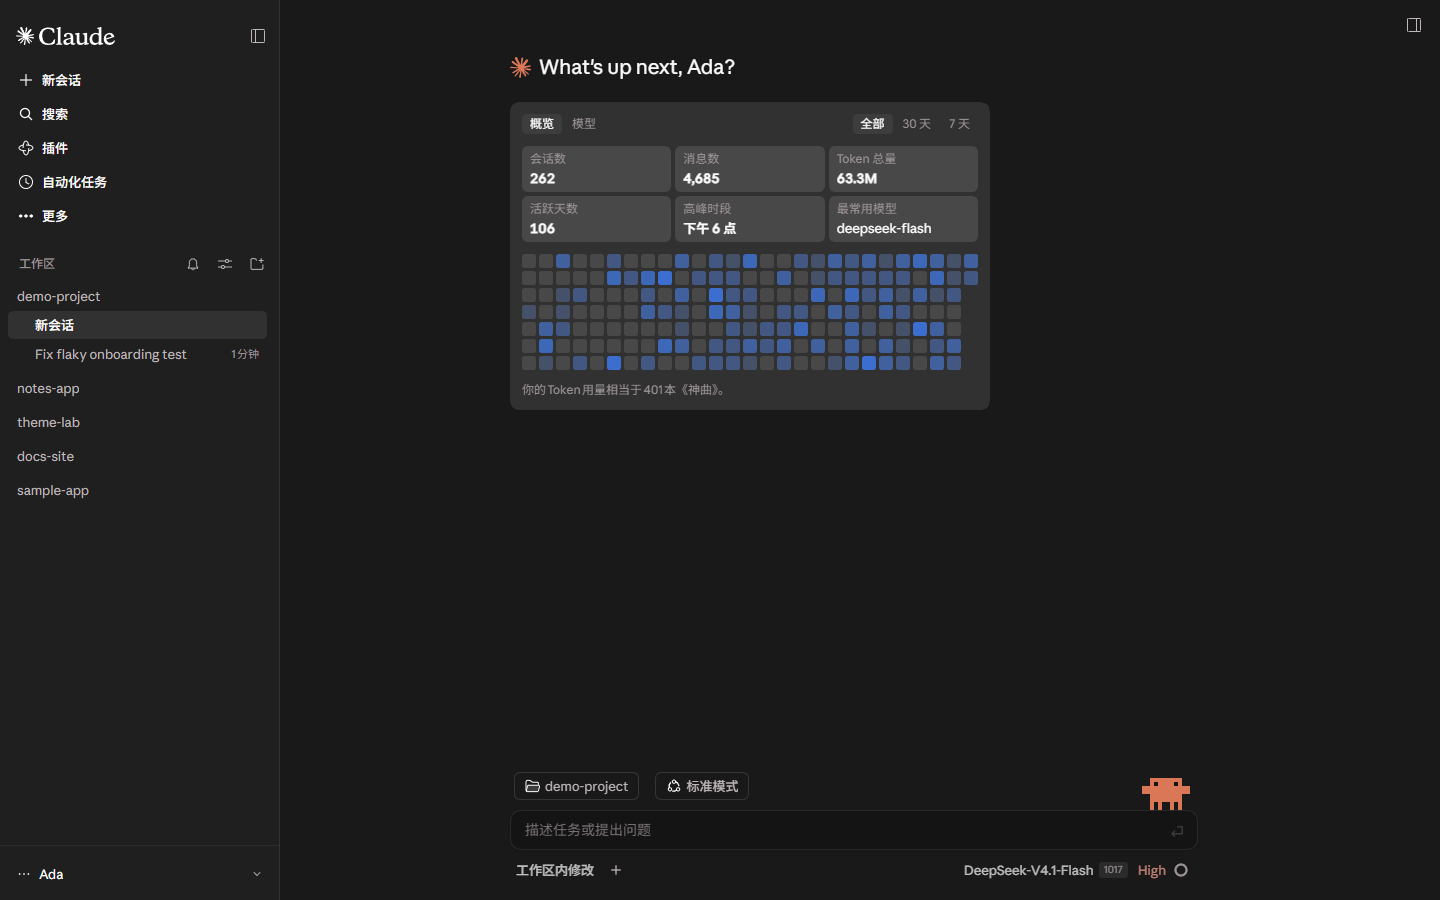 Claude
新会话
搜索
插件
自动化任务
更多
工作区
demo-project
新会话
Fix flaky onboarding test 1分钟
notes-app
theme-lab
docs-site
sample-app
Ada
What's up next, Ada?
概览 模型 全部 30 天 7 天
会话数 消息数 Token 总量
262 4,685 63.3M
活跃天数 高峰时段 最常用模型
106 下午 6 点 deepseek-flash
你的 Token 用量相当于 401本《神曲》。
demo-project 标准模式
描述任务或提出问题
工作区内修改 DeepSeek-V4.1-Flash 1017 High